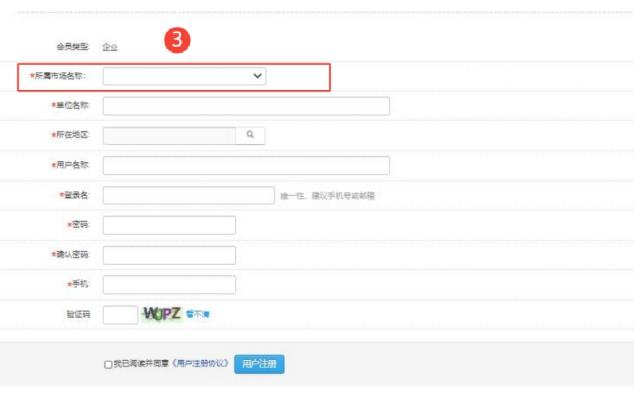 会员类型: 企业
3
*所属市场名称:
*单位名称:
*所在地区:
*用户名称:
*登录名: 唯一性，建议手机号或邮箱
*密码:
*确认密码:
*手机:
验证码 WJPZ 看不清
我已阅读并同意《用户注册协议》 用户注册